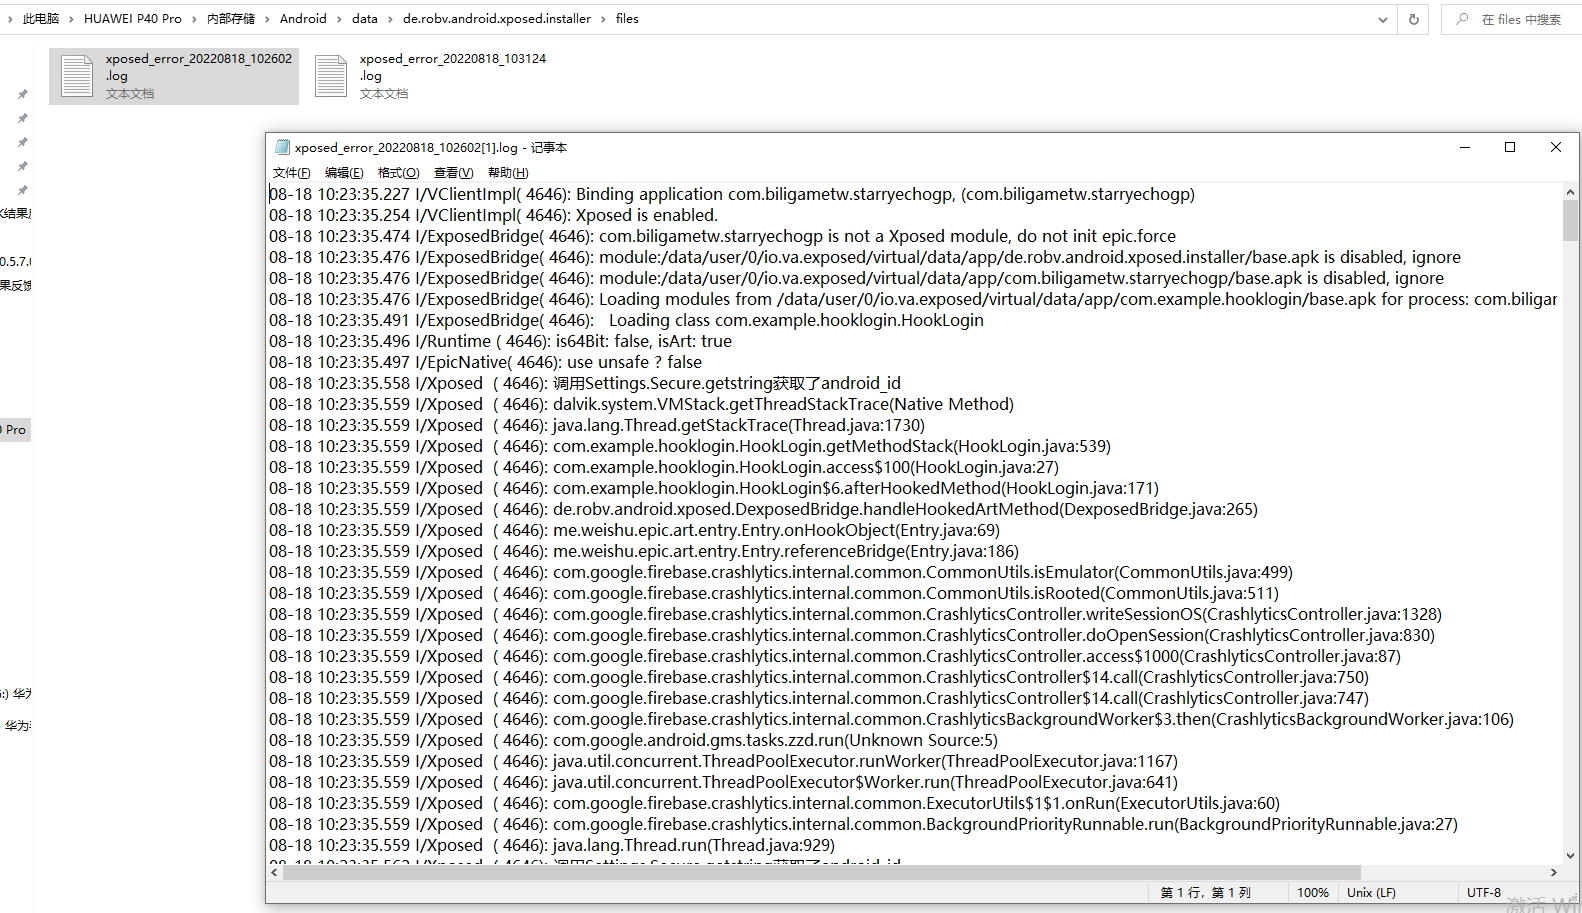 此电脑 › HUAWEI P40 Pro › 内部存储 › Android › data › de.robv.android.xposed.installer › files
在 files 中搜索
xposed_error_20220818_102602
.log
文本文档
xposed_error_20220818_103124
.log
文本文档
结果
0.5.7.0
果反馈
Pro
:) 华为
华为
xposed_error_20220818_102602[1].log - 记事本
文件(F) 编辑(E) 格式(O) 查看(V) 帮助(H)
08-18 10:23:35.227 I/VClientImpl( 4646): Binding application com.biligametw.starryechogp, (com.biligametw.starryechogp)
08-18 10:23:35.254 I/VClientImpl( 4646): Xposed is enabled.
08-18 10:23:35.474 I/ExposedBridge( 4646): com.biligametw.starryechogp is not a Xposed module, do not init epic.force
08-18 10:23:35.476 I/ExposedBridge( 4646): module:/data/user/0/io.va.exposed/virtual/data/app/de.robv.android.xposed.installer/base.apk is disabled, ignore
08-18 10:23:35.476 I/ExposedBridge( 4646): module:/data/user/0/io.va.exposed/virtual/data/app/com.biligametw.starryechogp/base.apk is disabled, ignore
08-18 10:23:35.476 I/ExposedBridge( 4646): Loading modules from /data/user/0/io.va.exposed/virtual/data/app/com.example.hooklogin/base.apk for process: com.biligar
08-18 10:23:35.491 I/ExposedBridge( 4646):   Loading class com.example.hooklogin.HookLogin
08-18 10:23:35.496 I/Runtime ( 4646): is64Bit: false, isArt: true
08-18 10:23:35.497 I/EpicNative( 4646): use unsafe ? false
08-18 10:23:35.558 I/Xposed  ( 4646): 调用Settings.Secure.getstring获取了android_id
08-18 10:23:35.559 I/Xposed  ( 4646): dalvik.system.VMStack.getThreadStackTrace(Native Method)
08-18 10:23:35.559 I/Xposed  ( 4646): java.lang.Thread.getStackTrace(Thread.java:1730)
08-18 10:23:35.559 I/Xposed  ( 4646): com.example.hooklogin.HookLogin.getMethodStack(HookLogin.java:539)
08-18 10:23:35.559 I/Xposed  ( 4646): com.example.hooklogin.HookLogin.access$100(HookLogin.java:27)
08-18 10:23:35.559 I/Xposed  ( 4646): com.example.hooklogin.HookLogin$6.afterHookedMethod(HookLogin.java:171)
08-18 10:23:35.559 I/Xposed  ( 4646): de.robv.android.xposed.DexposedBridge.handleHookedArtMethod(DexposedBridge.java:265)
08-18 10:23:35.559 I/Xposed  ( 4646): me.weishu.epic.art.entry.Entry.onHookObject(Entry.java:69)
08-18 10:23:35.559 I/Xposed  ( 4646): me.weishu.epic.art.entry.Entry.referenceBridge(Entry.java:186)
08-18 10:23:35.559 I/Xposed  ( 4646): com.google.firebase.crashlytics.internal.common.CommonUtils.isEmulator(CommonUtils.java:499)
08-18 10:23:35.559 I/Xposed  ( 4646): com.google.firebase.crashlytics.internal.common.CommonUtils.isRooted(CommonUtils.java:511)
08-18 10:23:35.559 I/Xposed  ( 4646): com.google.firebase.crashlytics.internal.common.CrashlyticsController.writeSessionOS(CrashlyticsController.java:1328)
08-18 10:23:35.559 I/Xposed  ( 4646): com.google.firebase.crashlytics.internal.common.CrashlyticsController.doOpenSession(CrashlyticsController.java:830)
08-18 10:23:35.559 I/Xposed  ( 4646): com.google.firebase.crashlytics.internal.common.CrashlyticsController.access$1000(CrashlyticsController.java:87)
08-18 10:23:35.559 I/Xposed  ( 4646): com.google.firebase.crashlytics.internal.common.CrashlyticsController$14.call(CrashlyticsController.java:750)
08-18 10:23:35.559 I/Xposed  ( 4646): com.google.firebase.crashlytics.internal.common.CrashlyticsController$14.call(CrashlyticsController.java:747)
08-18 10:23:35.559 I/Xposed  ( 4646): com.google.firebase.crashlytics.internal.common.CrashlyticsBackgroundWorker$3.then(CrashlyticsBackgroundWorker.java:106)
08-18 10:23:35.559 I/Xposed  ( 4646): com.google.android.gms.tasks.zzd.run(Unknown Source:5)
08-18 10:23:35.559 I/Xposed  ( 4646): java.util.concurrent.ThreadPoolExecutor.runWorker(ThreadPoolExecutor.java:1167)
08-18 10:23:35.559 I/Xposed  ( 4646): java.util.concurrent.ThreadPoolExecutor$Worker.run(ThreadPoolExecutor.java:641)
08-18 10:23:35.559 I/Xposed  ( 4646): com.google.firebase.crashlytics.internal.common.ExecutorUtils$1$1.onRun(ExecutorUtils.java:60)
08-18 10:23:35.559 I/Xposed  ( 4646): com.google.firebase.crashlytics.internal.common.BackgroundPriorityRunnable.run(BackgroundPriorityRunnable.java:27)
08-18 10:23:35.559 I/Xposed  ( 4646): java.lang.Thread.run(Thread.java:929)
第 1 行，第 1 列 100% Unix (LF) UTF-8
激活 Wi